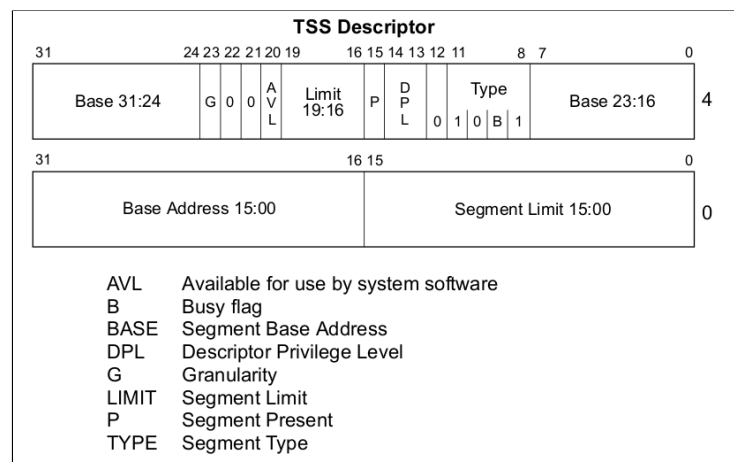 TSS Descriptor
31 24 23 22 21 20 19 16 15 14 13 12 11 8 7 0
Base 31:24 G 0 0 AVL Limit 19:16 P DPL 0 Type 1 0 B 1 Base 23:16 4
31 16 15 0
Base Address 15:00 Segment Limit 15:00 0
AVL Available for use by system software
B Busy flag
BASE Segment Base Address
DPL Descriptor Privilege Level
G Granularity
LIMIT Segment Limit
P Segment Present
TYPE Segment Type